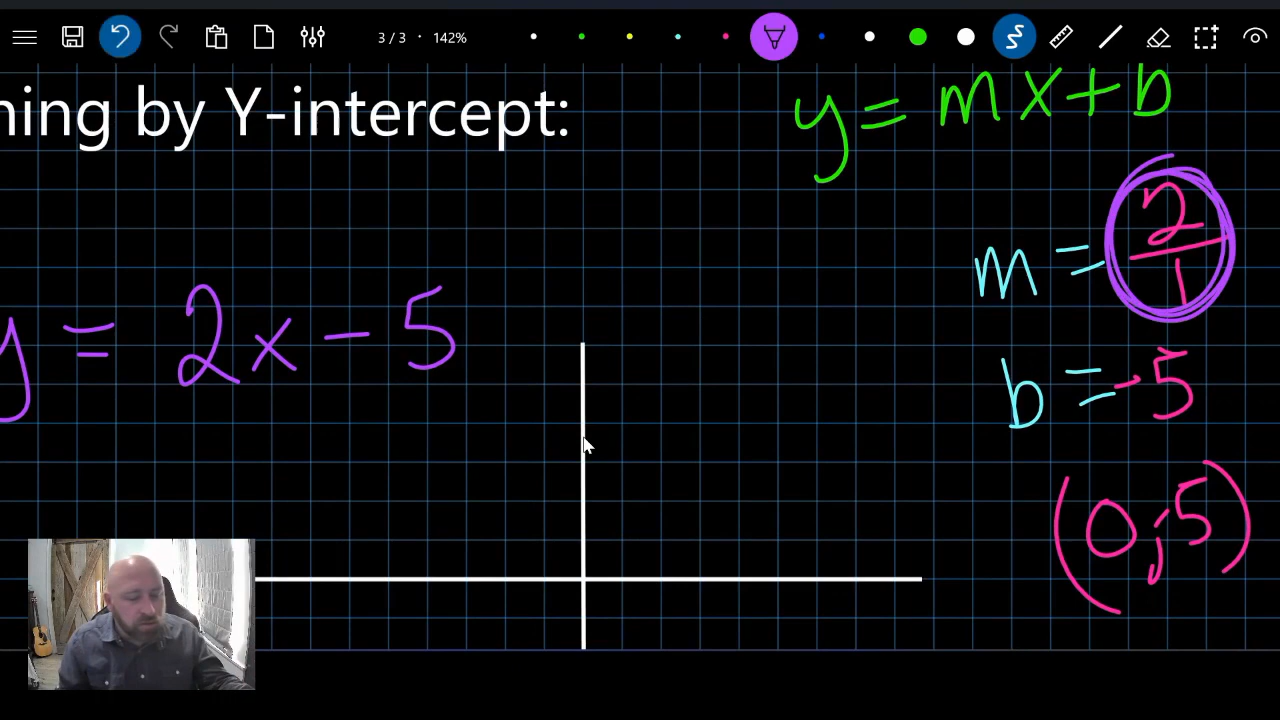 3 / 3 · 142%
ning by Y-intercept:
y = mx + b
m = 2/1
y = 2x - 5
b = -5
(0, -5)